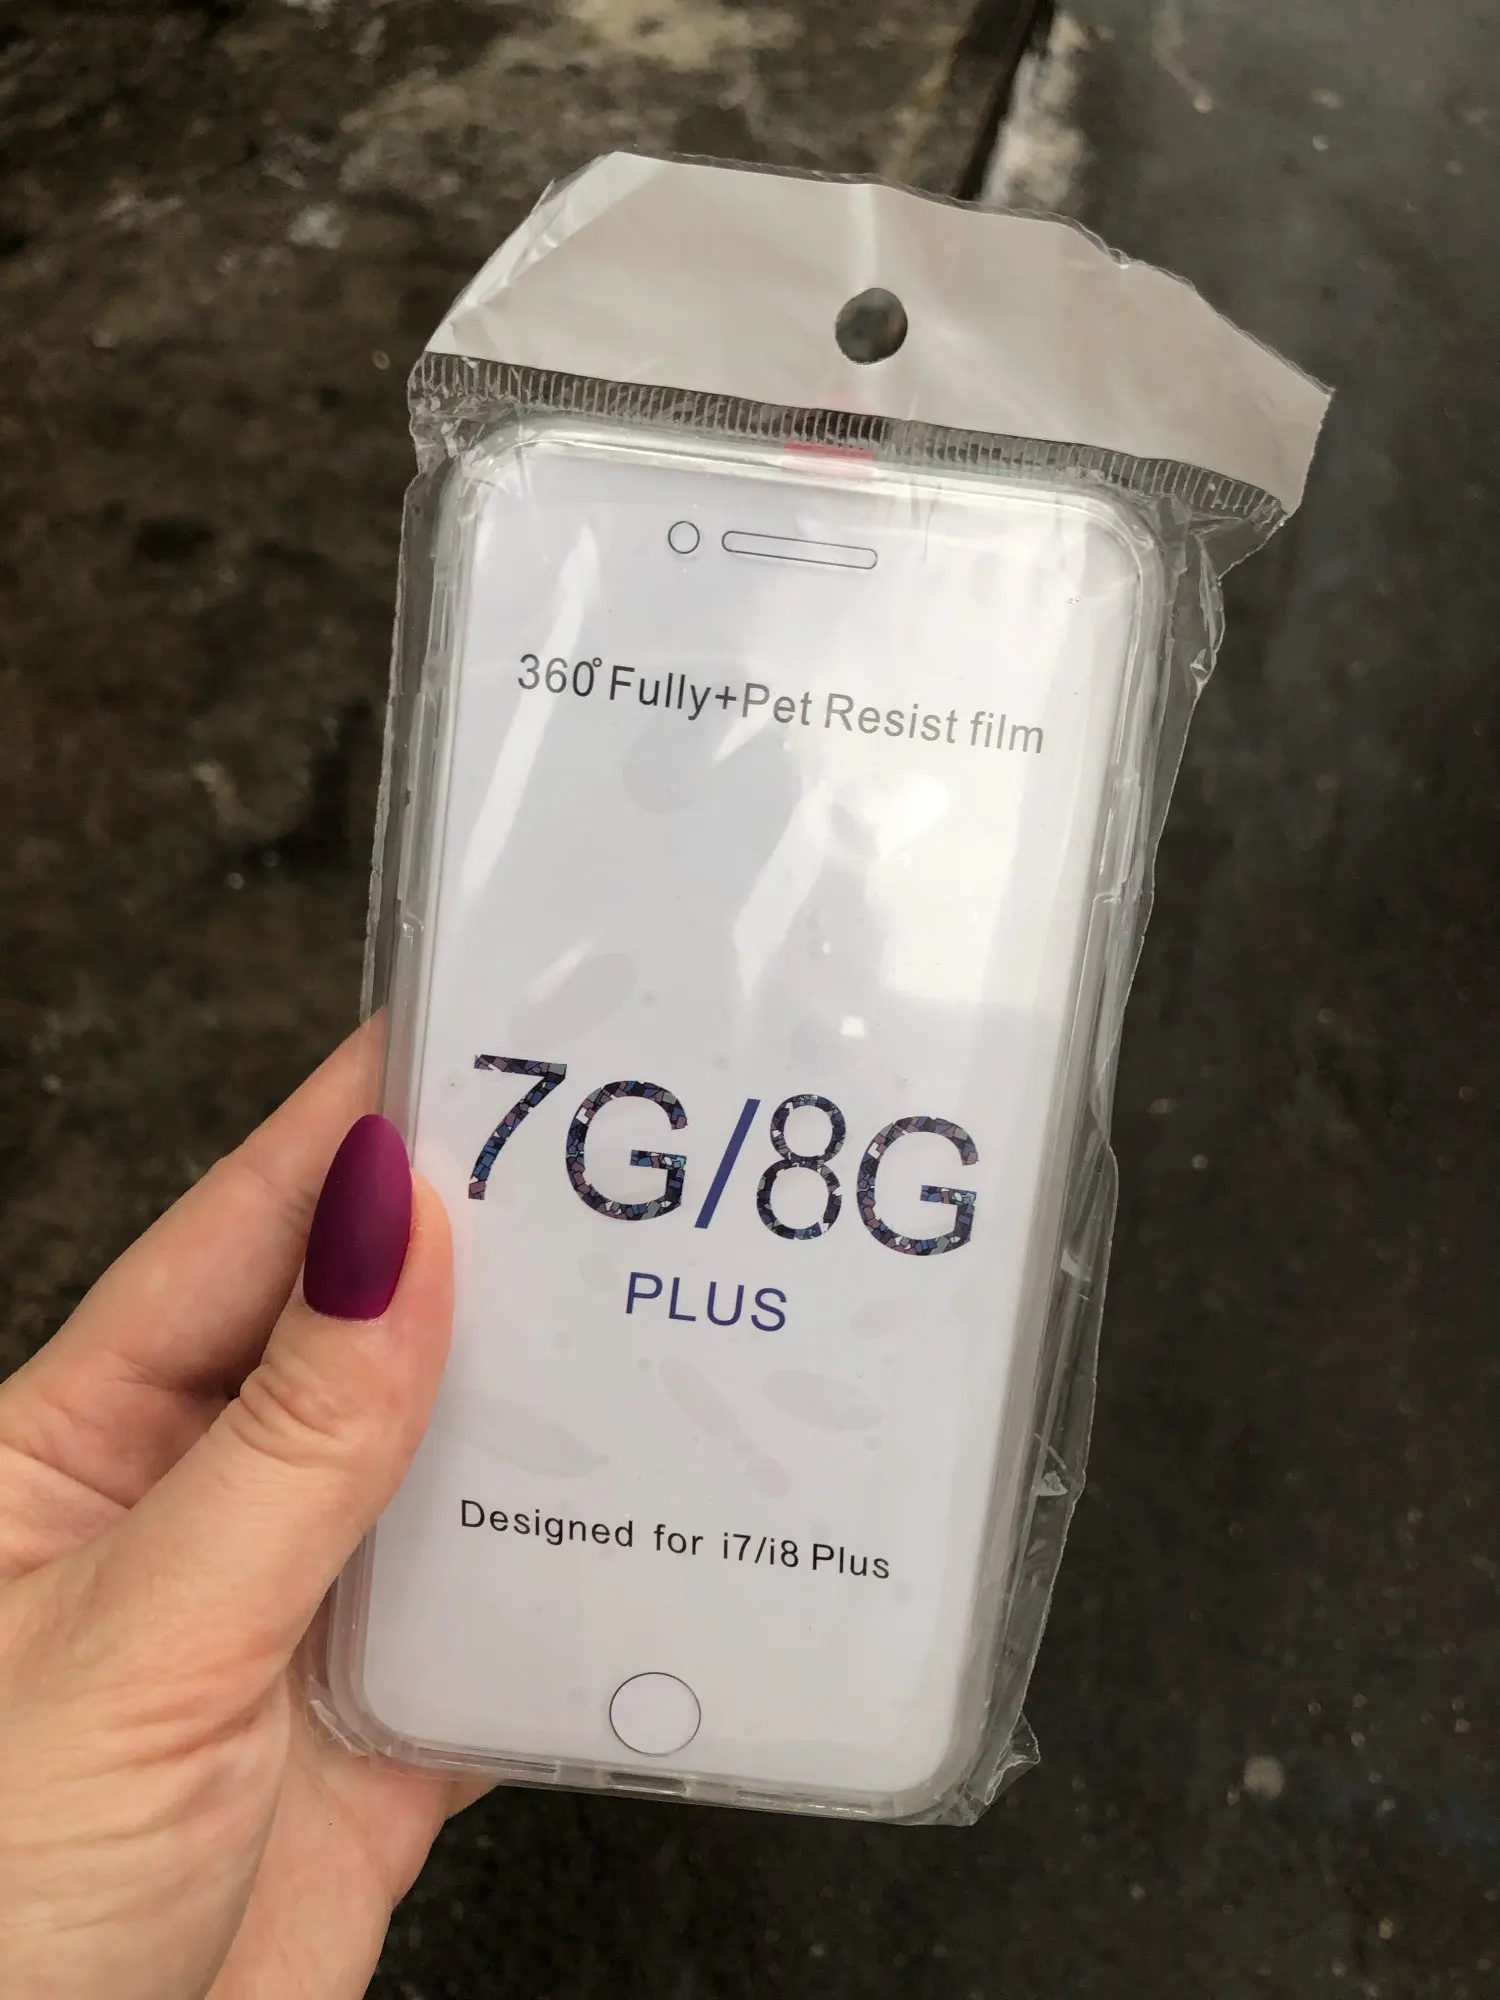 360° Fully+Pet Resist film
7G/8G
PLUS
Designed for i7/i8 Plus